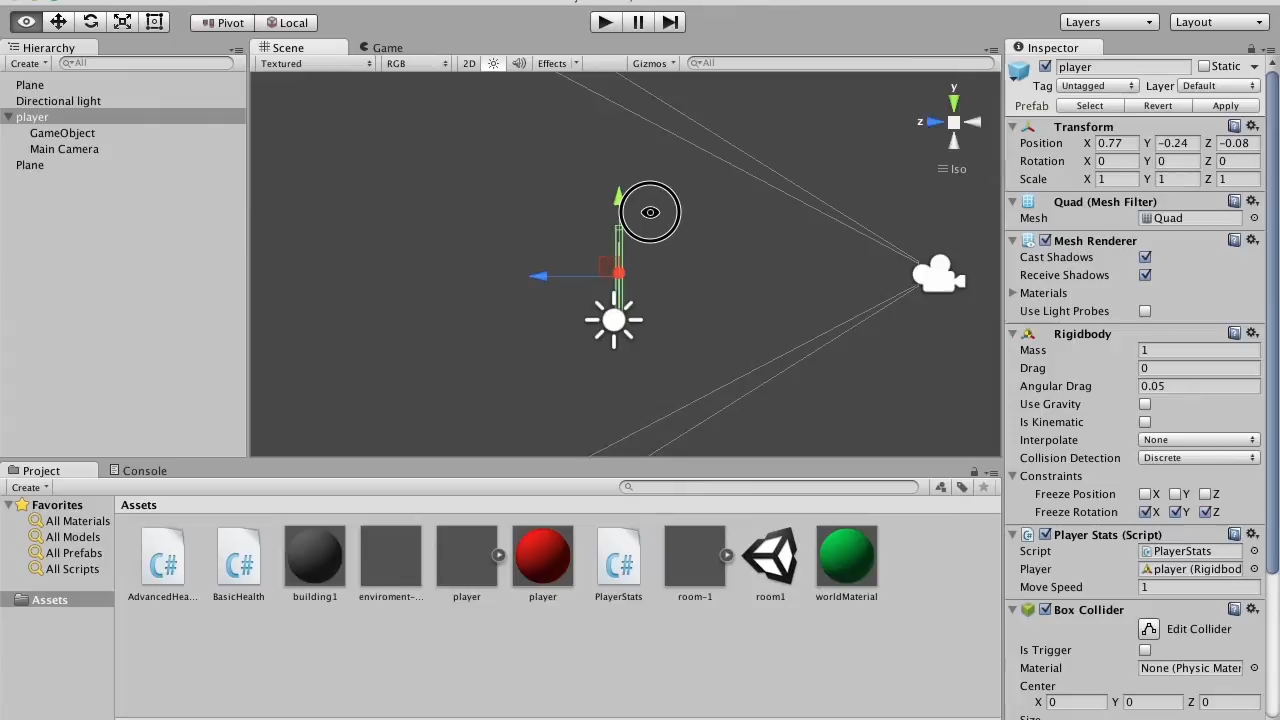 Pivot Local Layers Layout
Hierarchy Scene Game Inspector
Create All Textured RGB 2D Effects Gizmos All
player Static
Tag Untagged Layer Default
Prefab Select Revert Apply
Plane
Directional light
player
GameObject
Main Camera
Plane
y
z
Iso
Transform
Position X 0.77 Y −0.24 Z −0.08
Rotation X 0 Y 0 Z 0
Scale X 1 Y 1 Z 1
Quad (Mesh Filter)
Mesh Quad
Mesh Renderer
Cast Shadows
Receive Shadows
Materials
Use Light Probes
Rigidbody
Mass 1
Drag 0
Angular Drag 0.05
Use Gravity
Is Kinematic
Interpolate None
Collision Detection Discrete
Constraints
Freeze Position X Y Z
Freeze Rotation X Y Z
Player Stats (Script)
Script PlayerStats
Player player (Rigidbod
Move Speed 1
Box Collider
Edit Collider
Is Trigger
Material None (Physic Mater
Center
X 0 Y 0 Z 0
Project Console
Create
Favorites
All Materials
All Models
All Prefabs
All Scripts
Assets
Assets
C# C# C#
AdvancedHea... BasicHealth building1 enviroment-... player player PlayerStats room-1 room1 worldMaterial